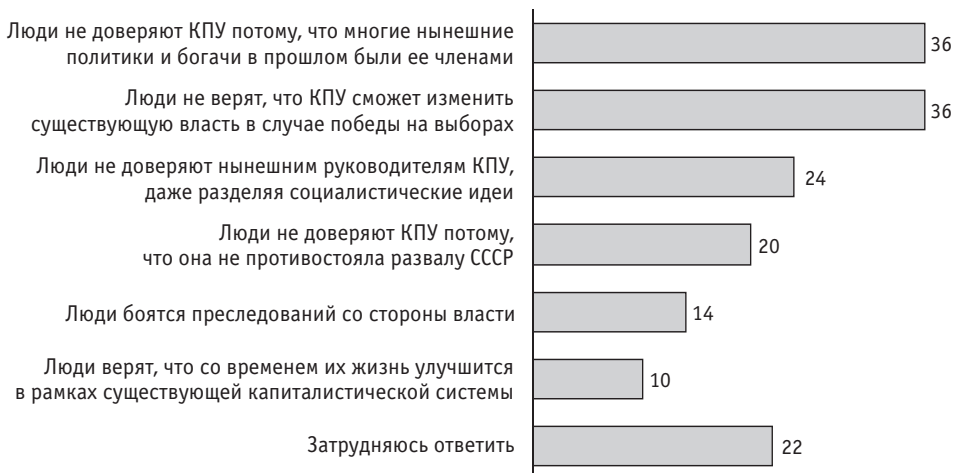 Люди не доверяют КПУ потому, что многие нынешние
политики и богачи в прошлом были ее членами
36
Люди не верят, что КПУ сможет изменить
существующую власть в случае победы на выборах
36
Люди не доверяют нынешним руководителям КПУ,
даже разделяя социалистические идеи
24
Люди не доверяют КПУ потому,
что она не противостояла развалу СССР
20
Люди боятся преследований со стороны власти
14
Люди верят, что со временем их жизнь улучшится
в рамках существующей капиталистической системы
10
Затрудняюсь ответить
22